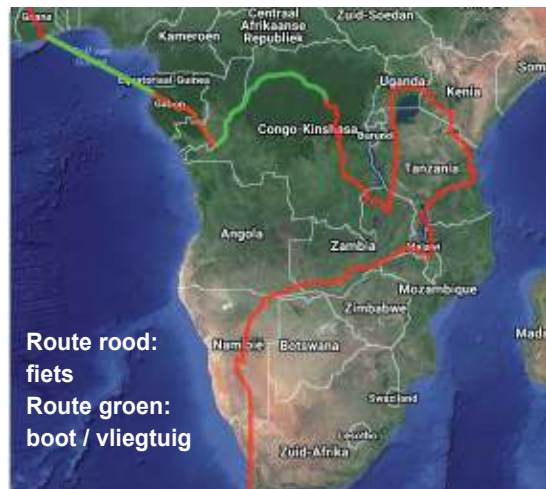 Ghana
Centraal
Afrikaanse
Republiek
Zuid-Soedan
Kameroen
Equatoriaal Guinea
Gabon
Uganda
Kenia
Congo-Kinshasa
Burundi
Tanzania
Angola
Zambia
Malawi
Mozambique
Zimbabwe
Namibië
Botswana
Swaziland
Lesotho
Zuid-Afrika
Route rood:
fiets
Route groen:
boot / vliegtuig